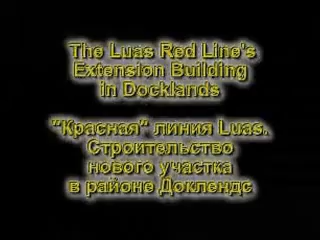 The Luas Red Line's
Extension Building
in Docklands
"Красная" линия Luas.
Строительство
нового участка
в районе Доклендс